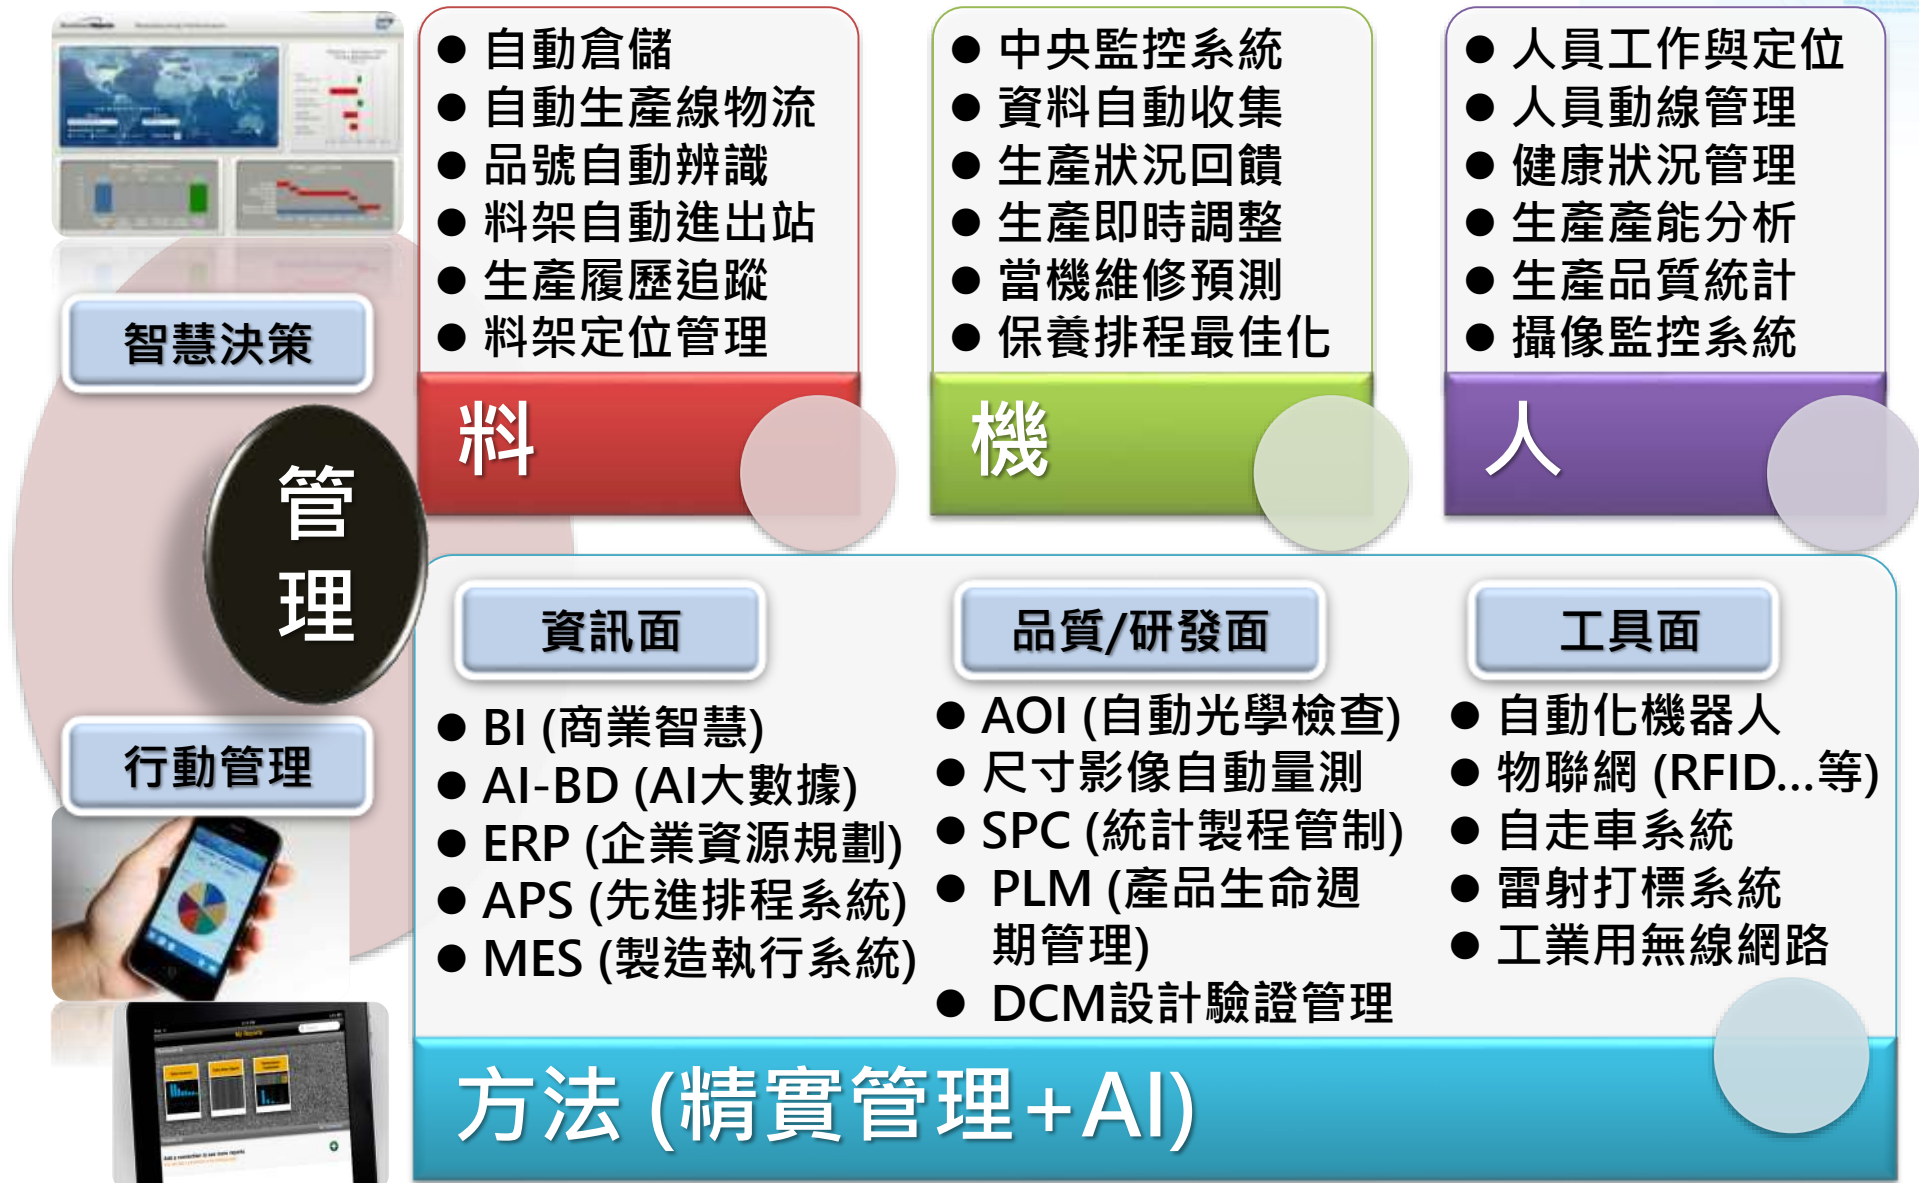 智慧決策
管
理
行動管理
● 自動倉儲
● 自動生產線物流
● 品號自動辨識
● 料架自動進出站
● 生產履歷追蹤
● 料架定位管理
料
● 中央監控系統
● 資料自動收集
● 生產狀況回饋
● 生產即時調整
● 當機維修預測
● 保養排程最佳化
機
● 人員工作與定位
● 人員動線管理
● 健康狀況管理
● 生產產能分析
● 生產品質統計
● 攝像監控系統
人
資訊面
● BI (商業智慧)
● AI-BD (AI大數據)
● ERP (企業資源規劃)
● APS (先進排程系統)
● MES (製造執行系統)
品質/研發面
● AOI (自動光學檢查)
● 尺寸影像自動量測
● SPC (統計製程管制)
● PLM (產品生命週
期管理)
● DCM設計驗證管理
工具面
● 自動化機器人
● 物聯網 (RFID...等)
● 自走車系統
● 雷射打標系統
● 工業用無線網路
方法 (精實管理+AI)
My Reports